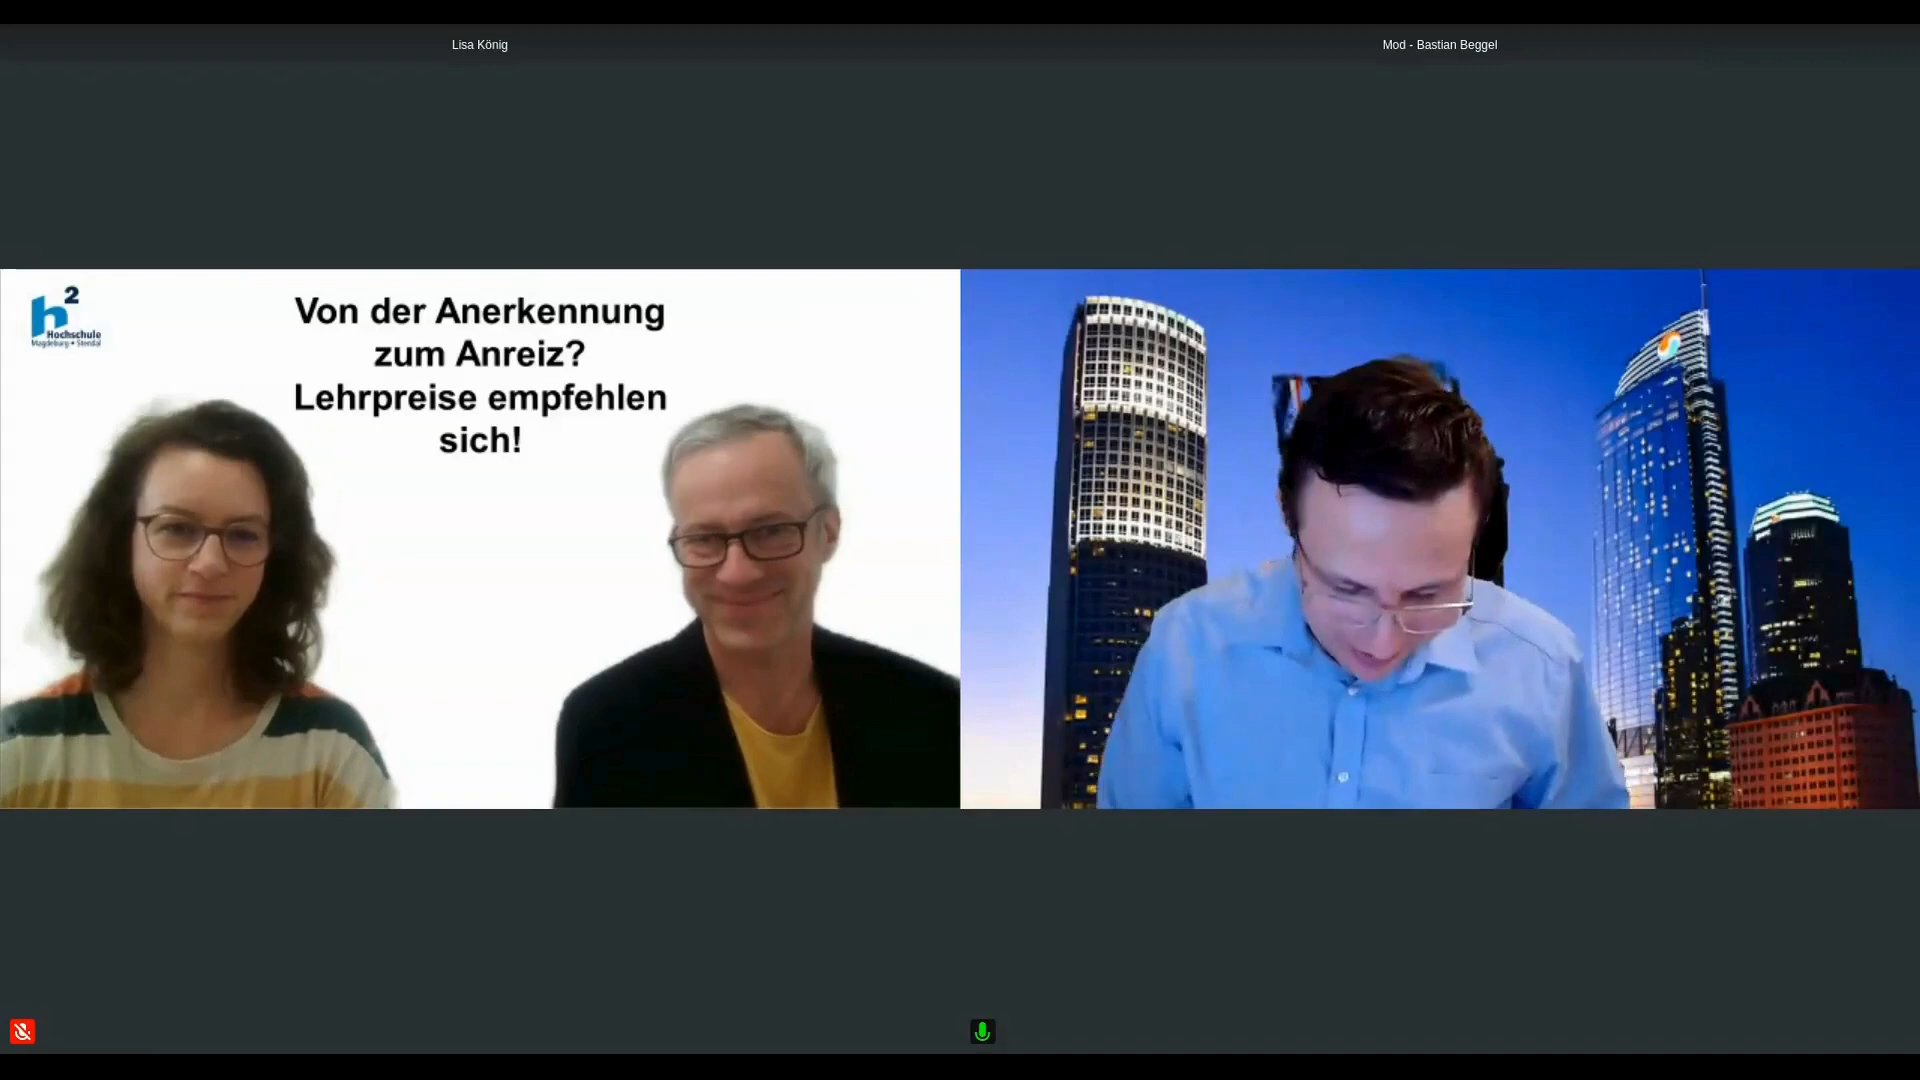 Lisa König
Mod - Bastian Beggel
h2
Hochschule
Magdeburg • Stendal
Von der Anerkennung
zum Anreiz?
Lehrpreise empfehlen
sich!